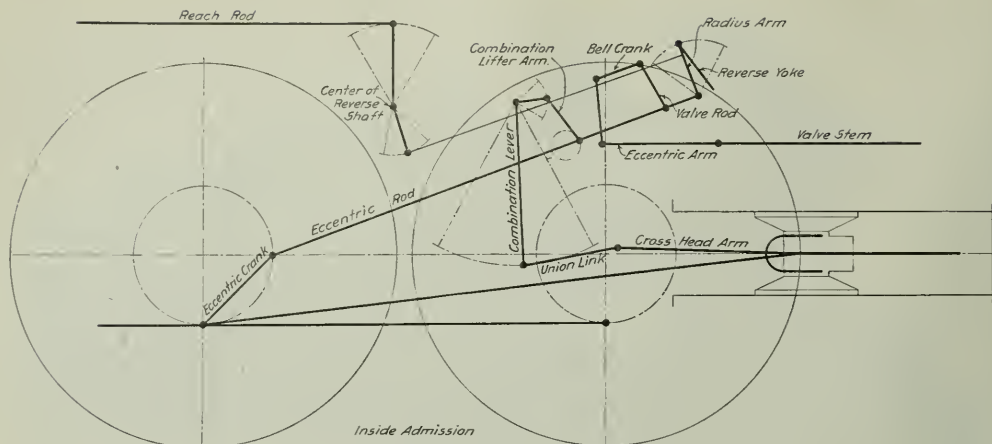 Reach Rod
Radius Arm
Combination
Lifter Arm.
Bell Crank
Reverse Yoke
Center of
Reverse
Shaft
Valve Rod
Valve Stem
Eccentric Arm
Combination Lever
Eccentric Rod
Cross Head Arm
Union Link
Eccentric Crank
Inside Admission